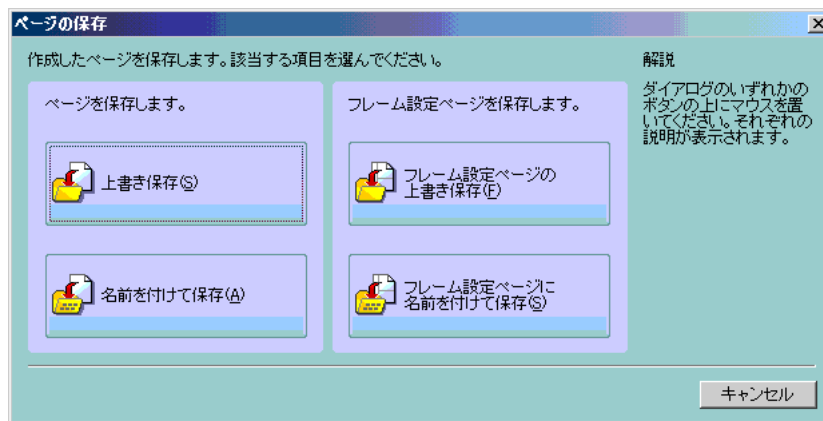 ページの保存
作成したページを保存します。該当する項目を選んでください。
ページを保存します。
上書き保存(S)
名前を付けて保存(A)
フレーム設定ページを保存します。
フレーム設定ページの
上書き保存(F)
フレーム設定ページに
名前を付けて保存(S)
解説
ダイアログのいずれかの
ボタンの上にマウスを置
いてください。それぞれの
説明が表示されます。
キャンセル